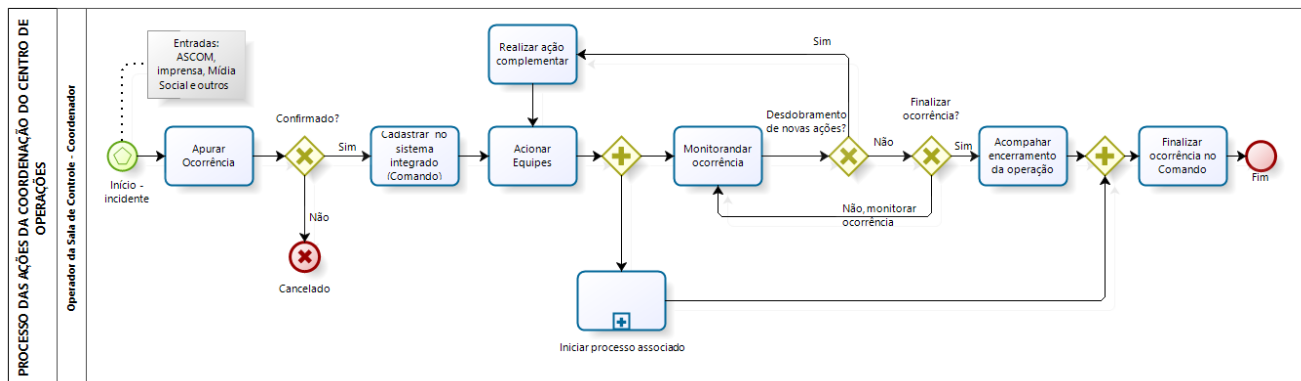 PROCESSO DAS AÇÕES DA COORDENAÇÃO DO CENTRO DE
OPERAÇÕES
Operador da Sala de Controle - Coordenador
Entradas:
ASCOM,
imprensa, Mídia
Social e outros
Início -
incidente
Apurar
Ocorrência
Confirmado?
Sim
Não
Cancelado
Cadastrar no
sistema
integrado
(Comando)
Realizar ação
complementar
Acionar
Equipes
Iniciar processo associado
Monitorandar
ocorrência
Desdobramento
de novas ações?
Sim
Não
Finalizar
ocorrência?
Sim
Não, monitorar
ocorrência
Acompahar
encerramento
da operação
Finalizar
ocorrência no
Comando
Fim